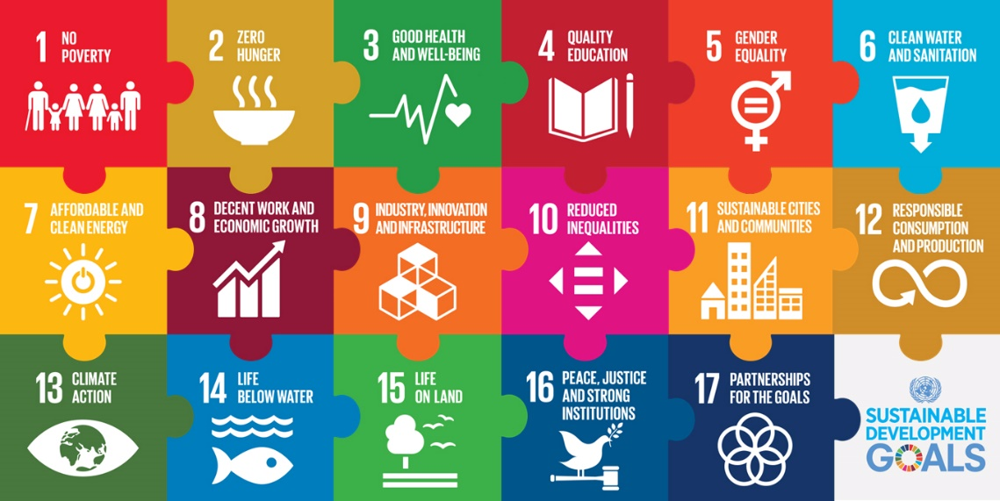 1 NO
POVERTY
2 ZERO
HUNGER
3 GOOD HEALTH
AND WELL-BEING
4 QUALITY
EDUCATION
5 GENDER
EQUALITY
6 CLEAN WATER
AND SANITATION
7 AFFORDABLE AND
CLEAN ENERGY
8 DECENT WORK AND
ECONOMIC GROWTH
9 INDUSTRY, INNOVATION
AND INFRASTRUCTURE
10 REDUCED
INEQUALITIES
11 SUSTAINABLE CITIES
AND COMMUNITIES
12 RESPONSIBLE
CONSUMPTION
AND PRODUCTION
13 CLIMATE
ACTION
14 LIFE
BELOW WATER
15 LIFE
ON LAND
16 PEACE, JUSTICE
AND STRONG
INSTITUTIONS
17 PARTNERSHIPS
FOR THE GOALS
SUSTAINABLE
DEVELOPMENT
GOALS